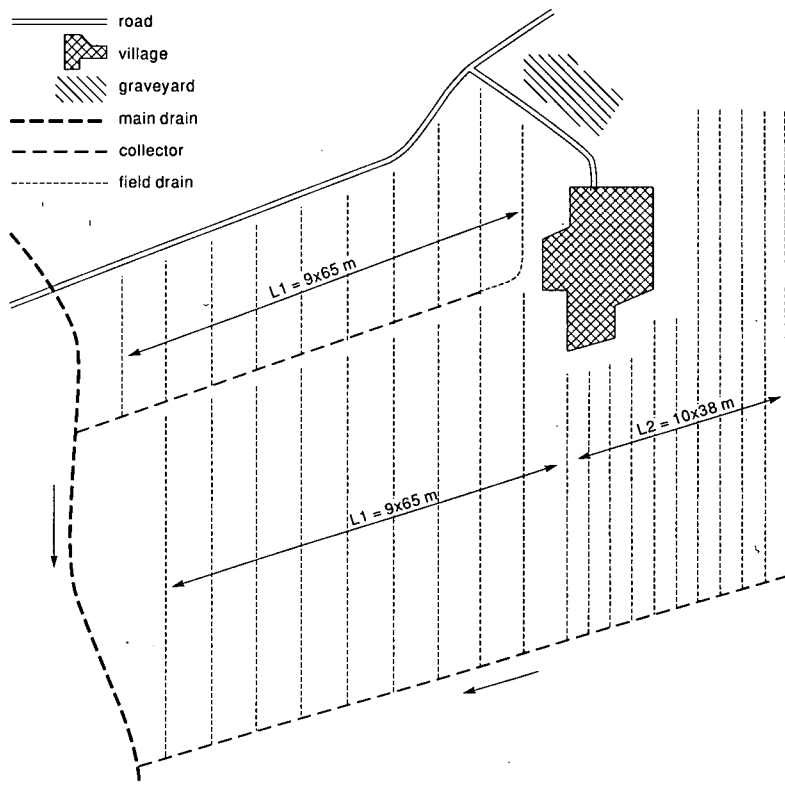 road
village
graveyard
main drain
collector
field drain
L1 = 9x65 m
L2 = 10x38 m
L1 = 9x65 m